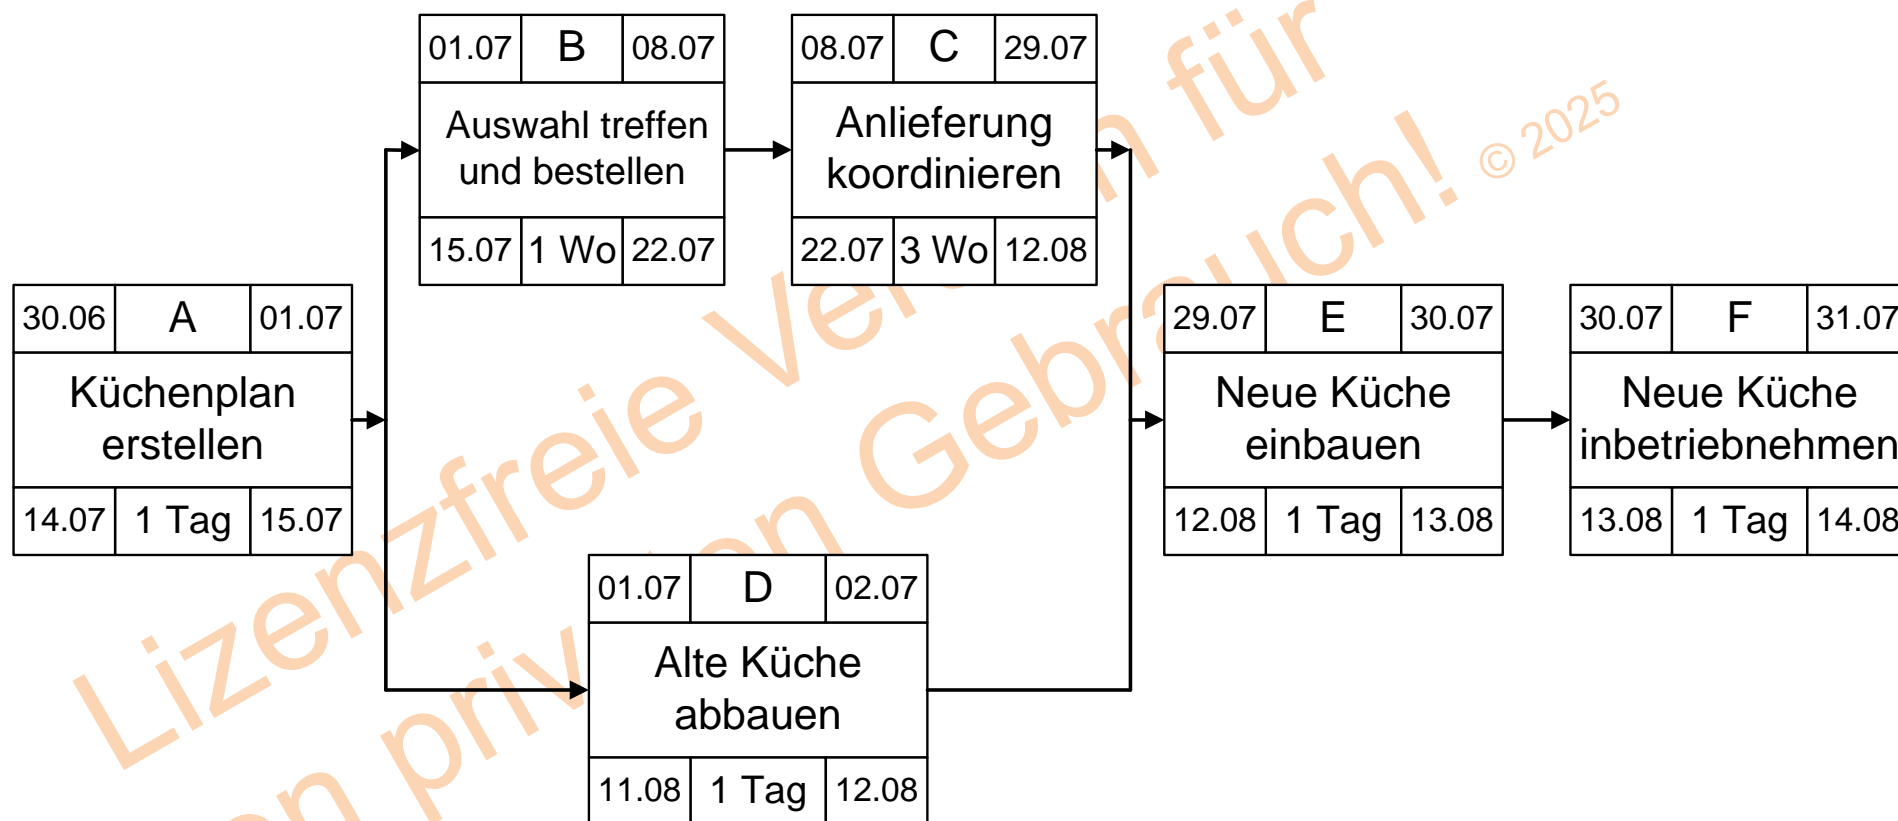 01.07 B 08.07
Auswahl treffen
und bestellen
15.07 1 Wo 22.07
08.07 C 29.07
Anlieferung
koordinieren
22.07 3 Wo 12.08
30.06 A 01.07
Küchenplan
erstellen
14.07 1 Tag 15.07
01.07 D 02.07
Alte Küche
abbauen
11.08 1 Tag 12.08
29.07 E 30.07
Neue Küche
einbauen
12.08 1 Tag 13.08
30.07 F 31.07
Neue Küche
inbetriebnehmen
13.08 1 Tag 14.08
Lizenzfreie für
Gebrauch! © 2025